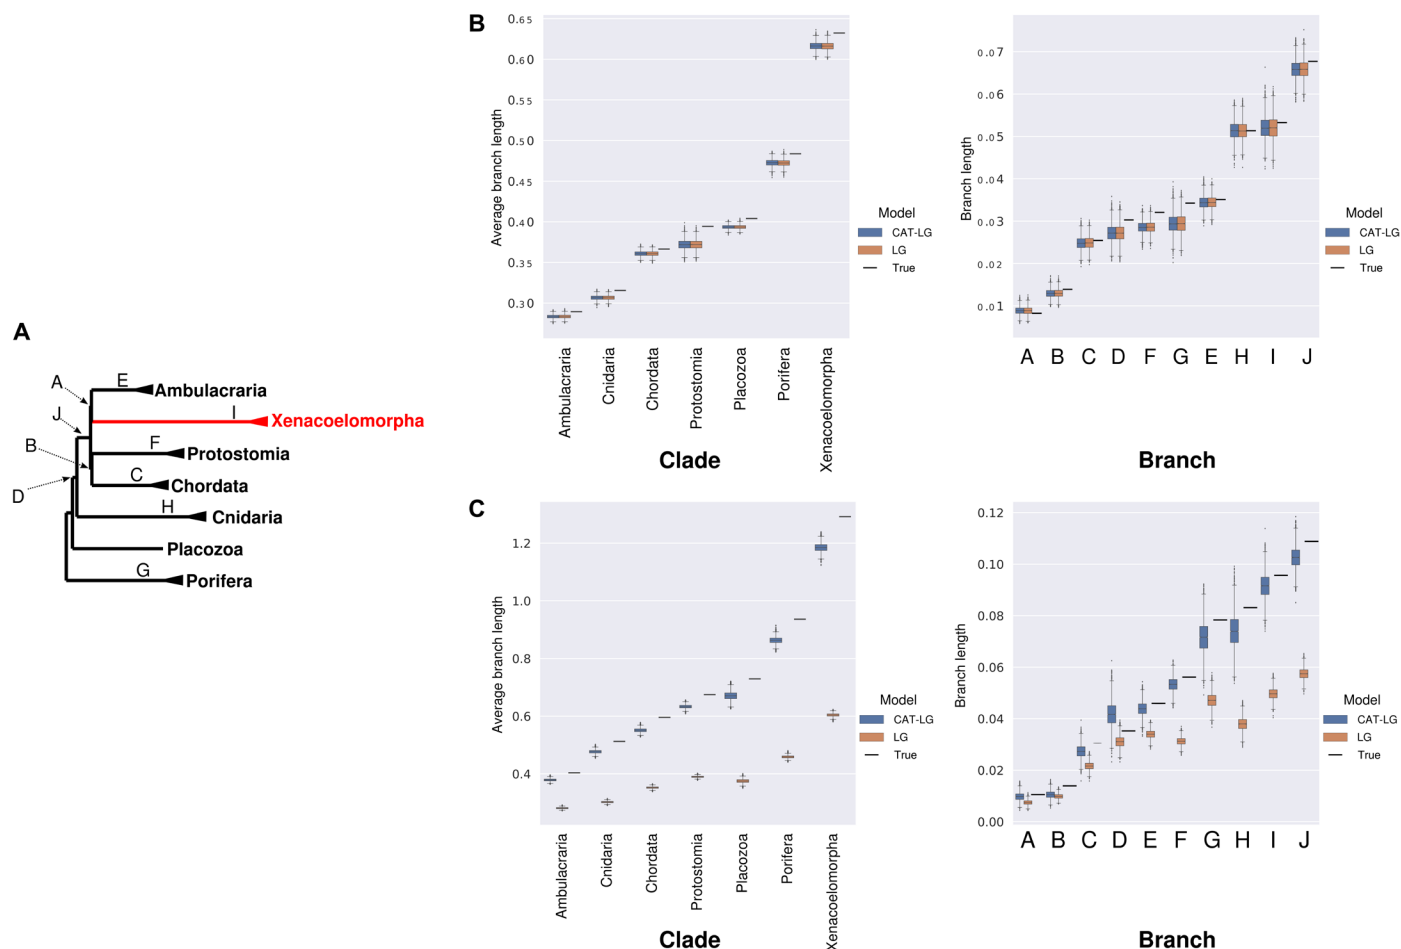 A
A
E
Ambulacraria
I
Xenacoelomorpha
J
B
F
Protostomia
C
Chordata
D
H
Cnidaria
Placozoa
G
Porifera
B
Average branch length
0.65
0.60
0.55
0.50
0.45
0.40
0.35
0.30
Ambulacraria
Cnidaria
Chordata
Protostomia
Placozoa
Porifera
Xenacoelomorpha
Clade
Model
CAT-LG
LG
True
Branch length
0.07
0.06
0.05
0.04
0.03
0.02
0.01
A B C D F G E H I J
Branch
Model
CAT-LG
LG
True
C
Average branch length
1.2
1.0
0.8
0.6
0.4
Ambulacraria
Cnidaria
Chordata
Protostomia
Placozoa
Porifera
Xenacoelomorpha
Clade
Model
CAT-LG
LG
True
Branch length
0.12
0.10
0.08
0.06
0.04
0.02
0.00
A B C D E F G H I J
Branch
Model
CAT-LG
LG
True